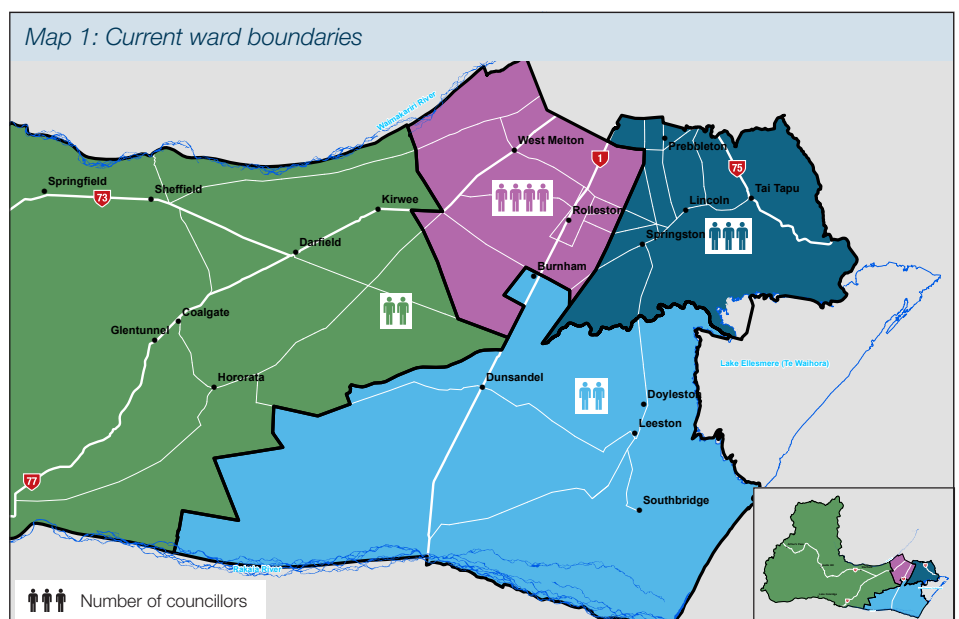 Map 1: Current ward boundaries
Waimakariri River
West Melton
1
Prebbleton
75
Springfield
73
Sheffield
Kirwee
Rolleston
Lincoln
Tai Tapu
Springston
Darfield
Burnham
Coalgate
Glentunnel
Lake Ellesmere (Te Waihora)
Hororata
Dunsandel
Doyleston
Leeston
77
Southbridge
Rakaia River
Number of councillors